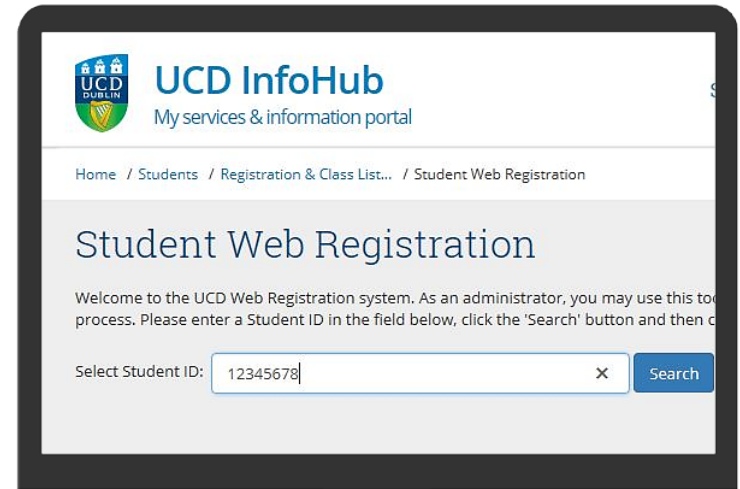 UCD
DUBLIN
UCD InfoHub
My services & information portal
Home / Students / Registration & Class List... / Student Web Registration
Student Web Registration
Welcome to the UCD Web Registration system. As an administrator, you may use this
process. Please enter a Student ID in the field below, click the 'Search' button and then
Select Student ID: 12345678 × Search